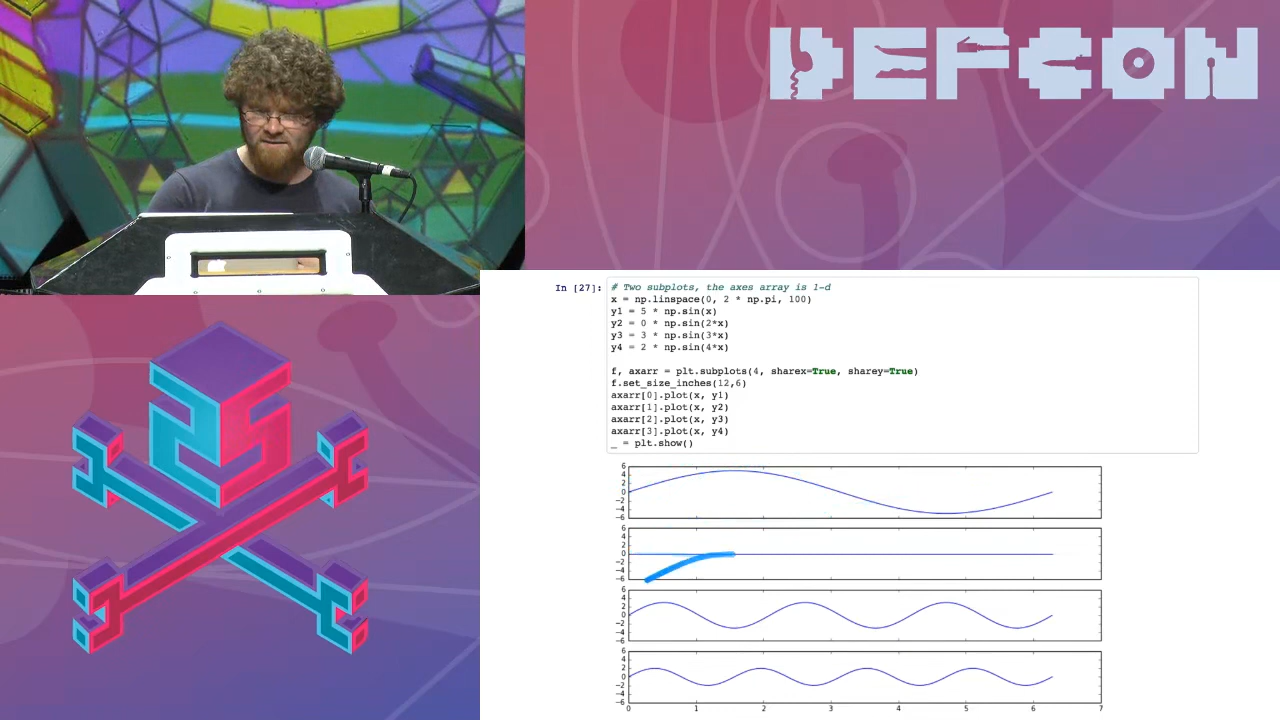 DEFCON
In [27]:
# Two subplots, the axes array is 1-d
x = np.linspace(0, 2 * np.pi, 100)
y1 = 5 * np.sin(x)
y2 = 0 * np.sin(2*x)
y3 = 3 * np.sin(3*x)
y4 = 2 * np.sin(4*x)
f, axarr = plt.subplots(4, sharex=True, sharey=True)
f.set_size_inches(12,6)
axarr[0].plot(x, y1)
axarr[1].plot(x, y2)
axarr[2].plot(x, y3)
axarr[3].plot(x, y4)
_ = plt.show()
6
4
2
0
−2
−4
−6
6
4
2
0
−2
−4
−6
6
4
2
0
−2
−4
−6
6
4
2
0
−2
−4
−6
0 1 2 3 4 5 6 7